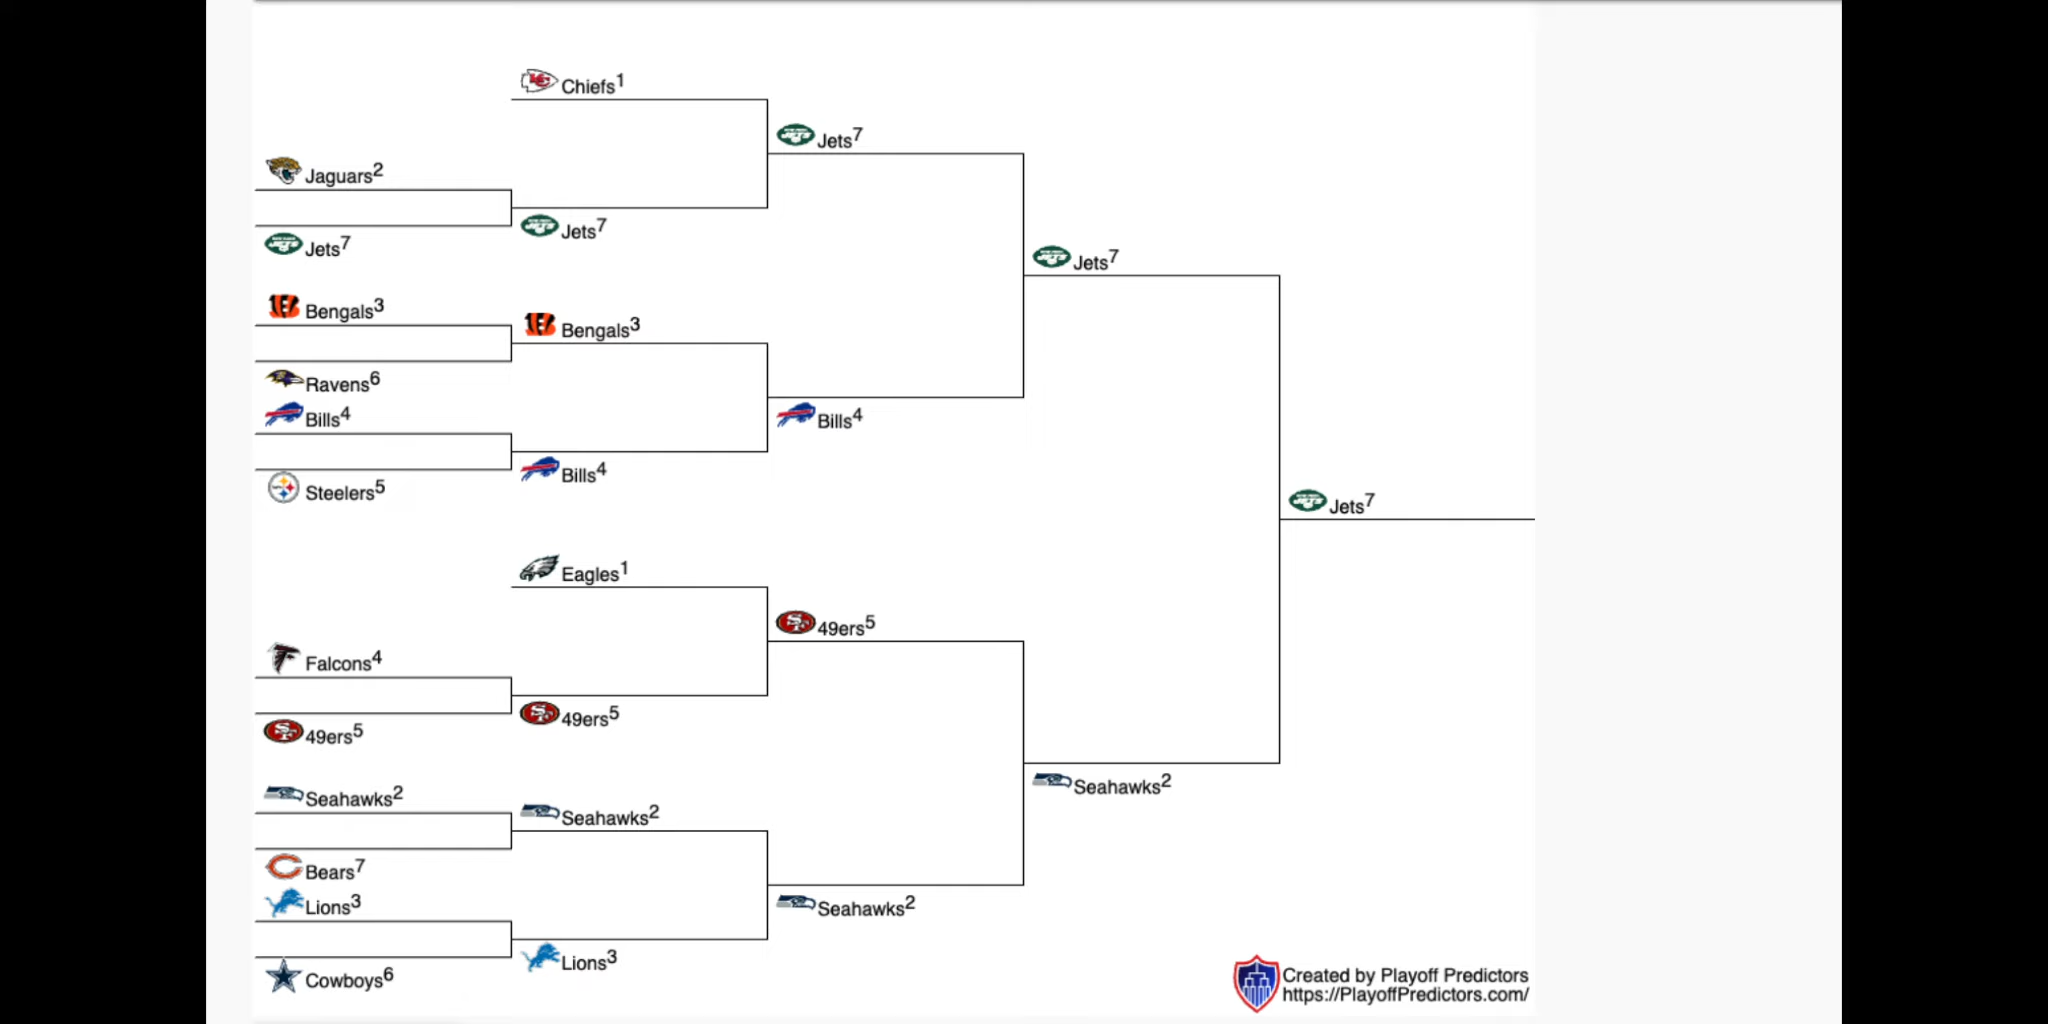 Chiefs1
Jets7
Jaguars2
Jets7
Jets7
Jets7
Bengals3
Bengals3
Ravens6
Bills4
Bills4
Bills4
Steelers5
Jets7
Eagles1
49ers5
Falcons4
49ers5
49ers5
Seahawks2
Seahawks2
Seahawks2
Bears7
Lions3
Seahawks2
Lions3
Cowboys6
Created by Playoff Predictors
https://PlayoffPredictors.com/